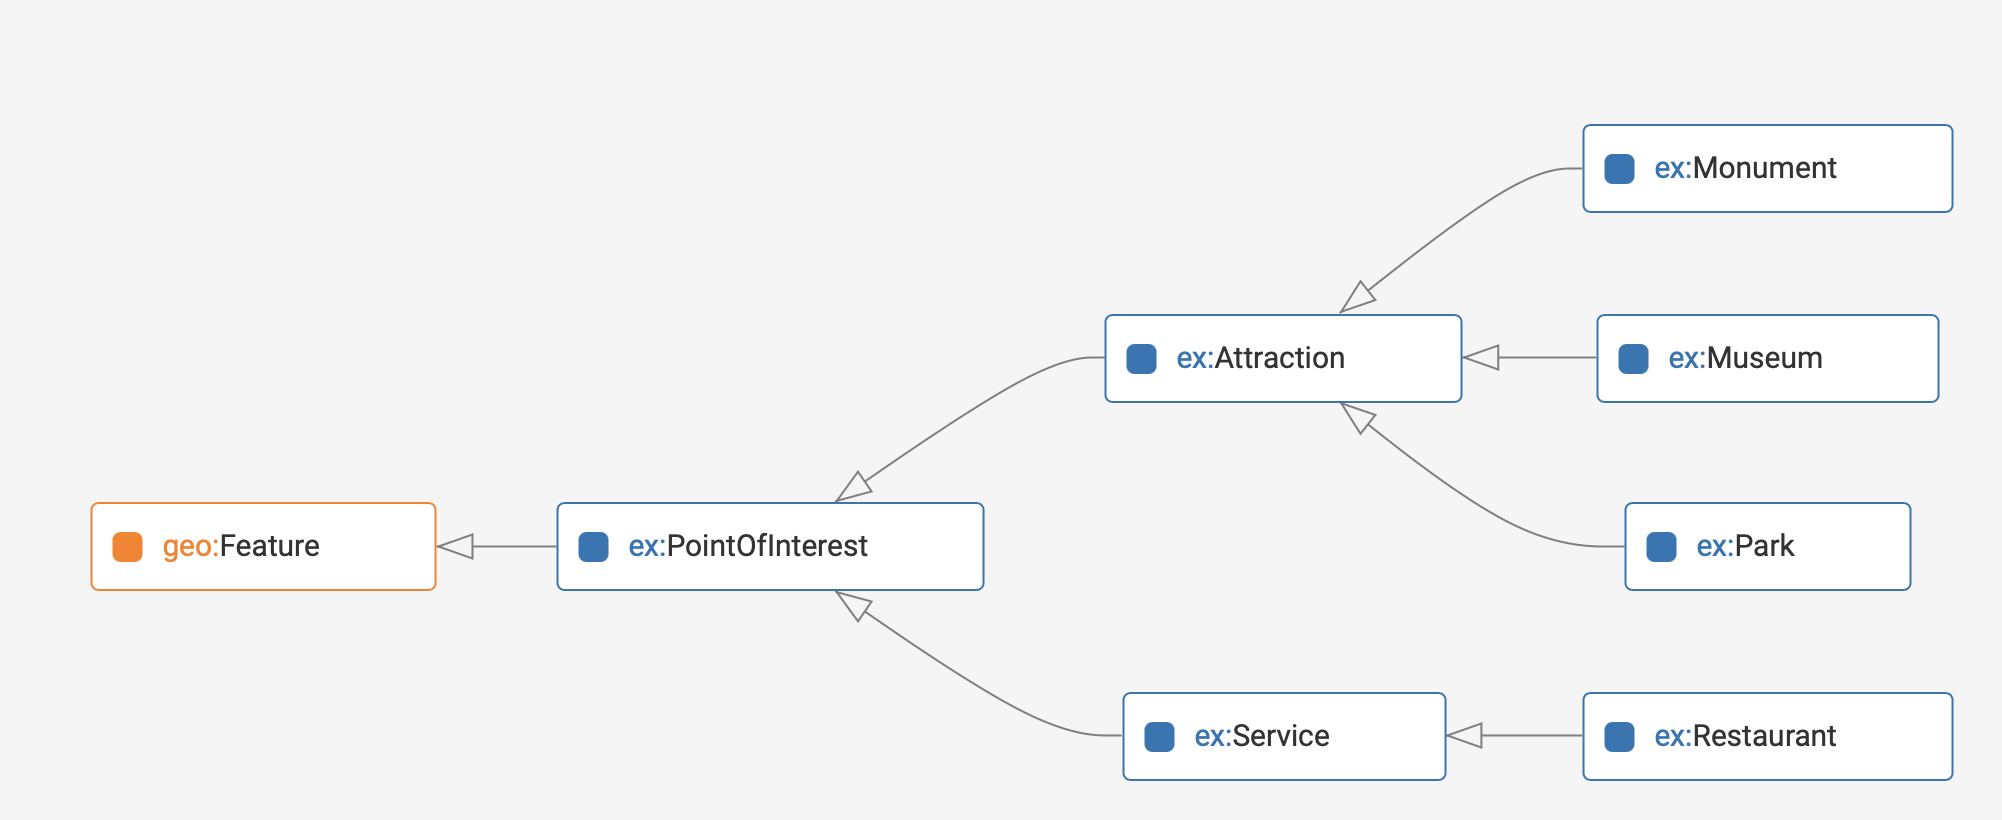 ex:Monument
ex:Attraction
ex:Museum
geo:Feature
ex:PointOfInterest
ex:Park
ex:Service
ex:Restaurant